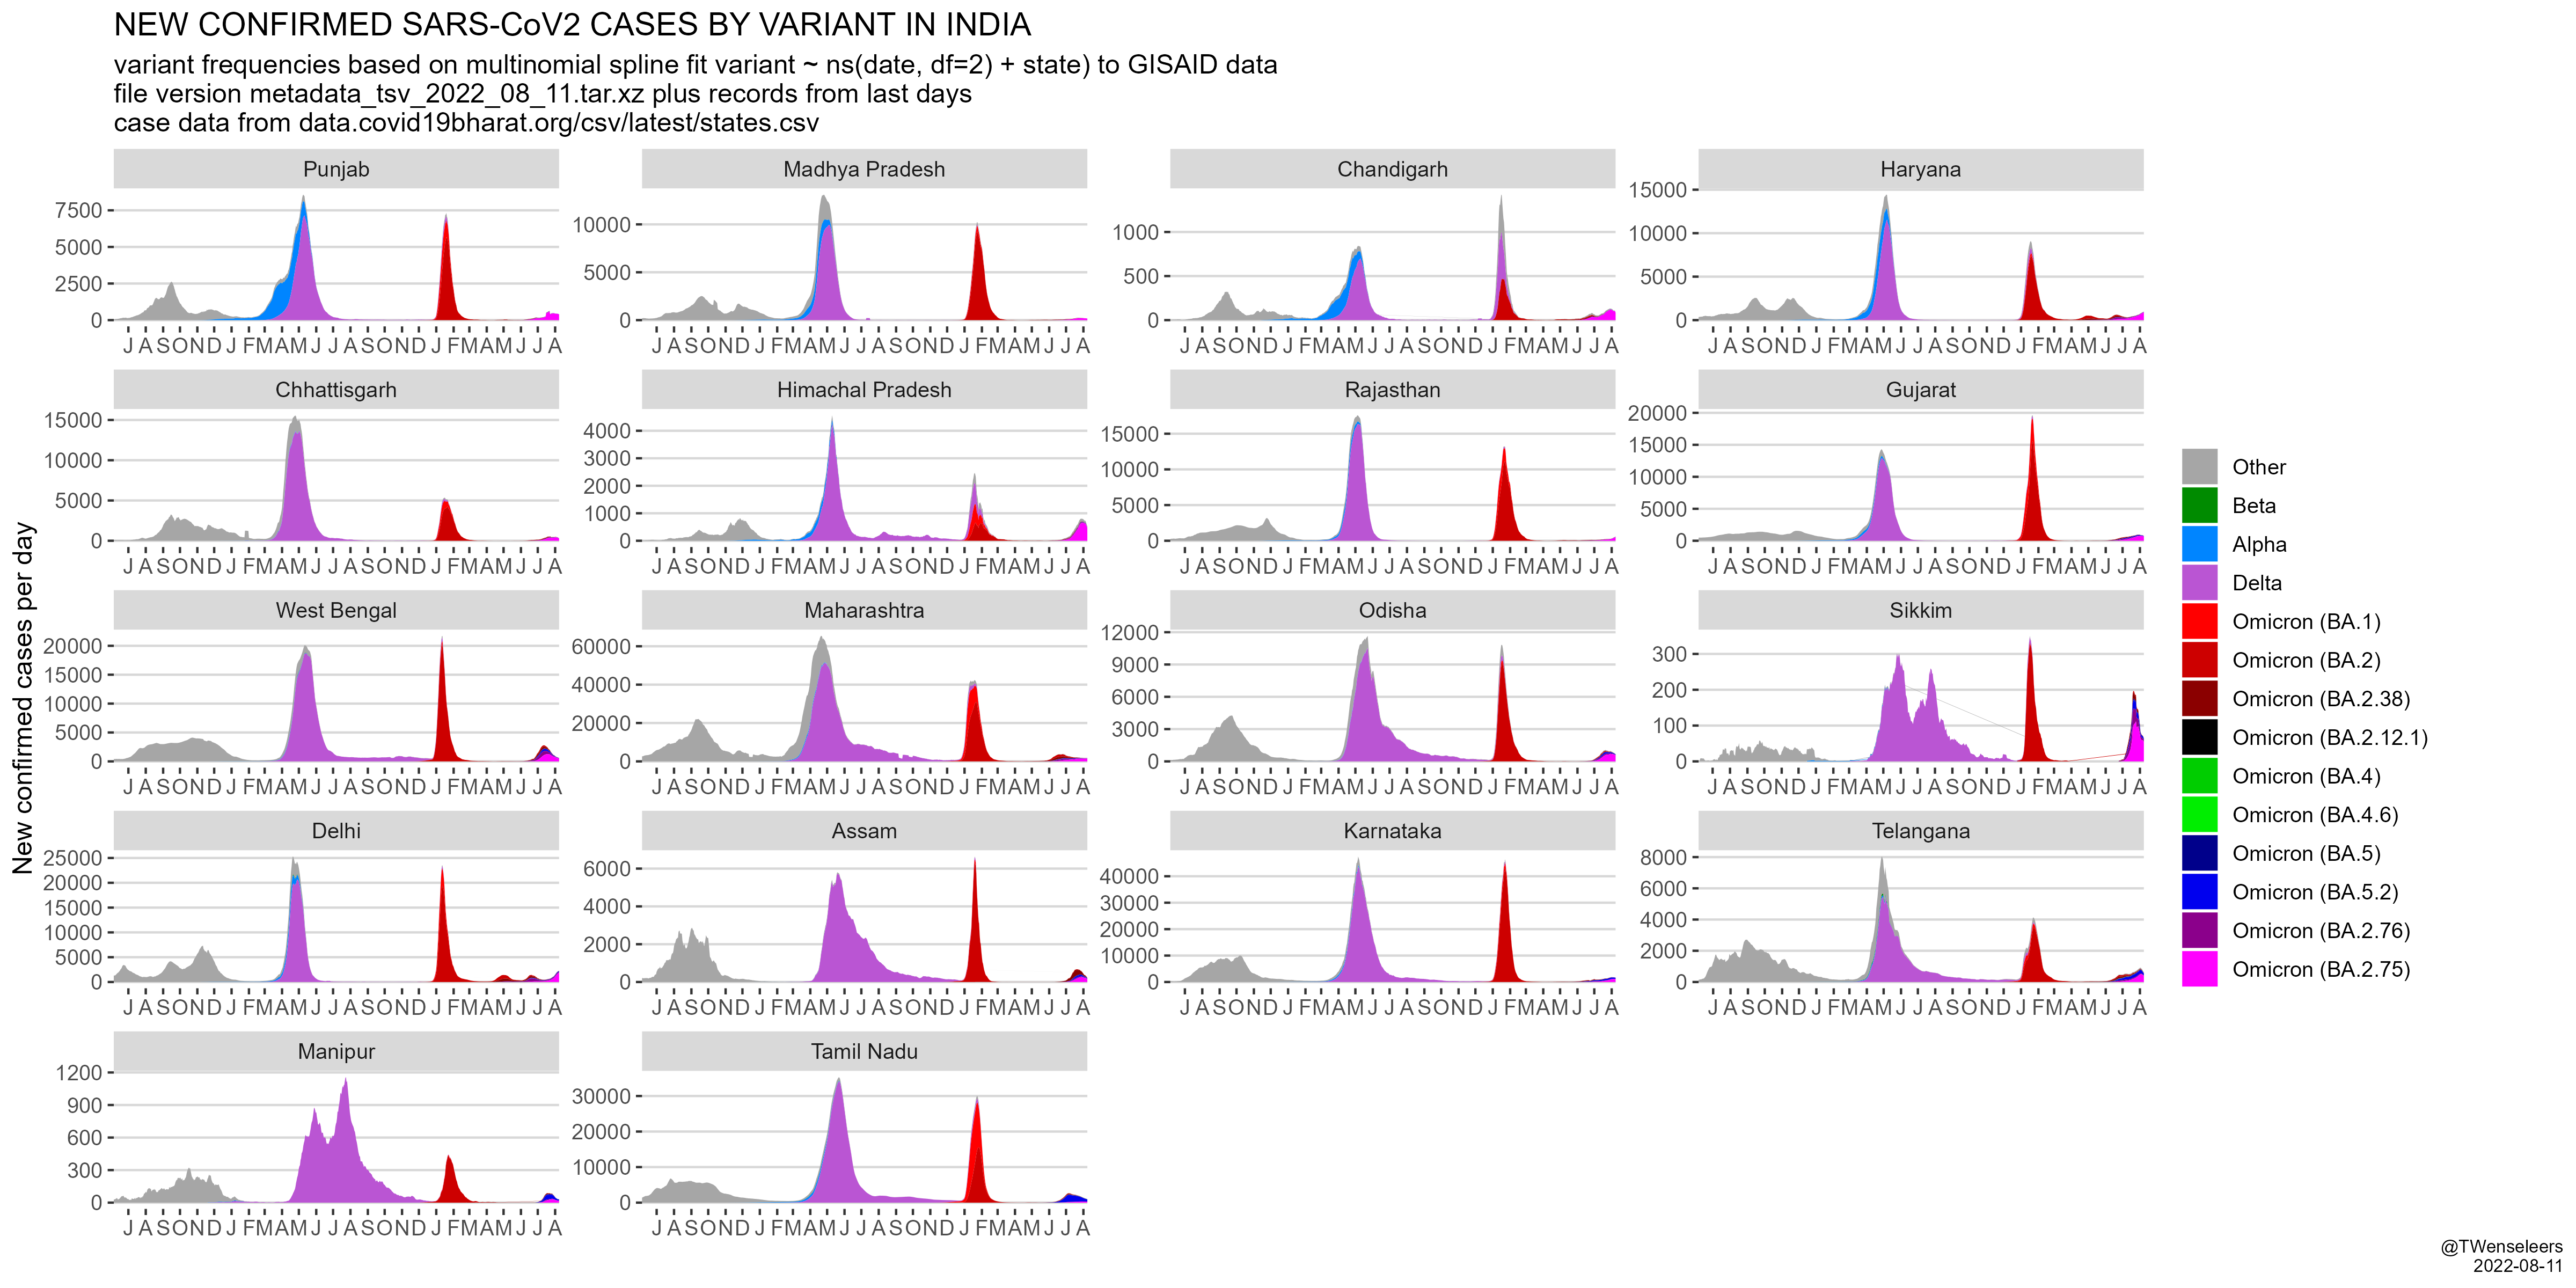 NEW CONFIRMED SARS-CoV2 CASES BY VARIANT IN INDIA
variant frequencies based on multinomial spline fit variant ~ ns(date, df=2) + state) to GISAID data
file version metadata_tsv_2022_08_11.tar.xz plus records from last days
case data from data.covid19bharat.org/csv/latest/states.csv
New confirmed cases per day
Punjab
7500
5000
2500
0
J A S O N D J F M A M J J A S O N D J F M A M J J A
Madhya Pradesh
10000
5000
0
J A S O N D J F M A M J J A S O N D J F M A M J J A
Chandigarh
1000
500
0
J A S O N D J F M A M J J A S O N D J F M A M J J A
Haryana
15000
10000
5000
0
J A S O N D J F M A M J J A S O N D J F M A M J J A
Chhattisgarh
15000
10000
5000
0
J A S O N D J F M A M J J A S O N D J F M A M J J A
Himachal Pradesh
4000
3000
2000
1000
0
J A S O N D J F M A M J J A S O N D J F M A M J J A
Rajasthan
15000
10000
5000
0
J A S O N D J F M A M J J A S O N D J F M A M J J A
Gujarat
20000
15000
10000
5000
0
J A S O N D J F M A M J J A S O N D J F M A M J J A
West Bengal
20000
15000
10000
5000
0
J A S O N D J F M A M J J A S O N D J F M A M J J A
Maharashtra
60000
40000
20000
0
J A S O N D J F M A M J J A S O N D J F M A M J J A
Odisha
12000
9000
6000
3000
0
J A S O N D J F M A M J J A S O N D J F M A M J J A
Sikkim
300
200
100
0
J A S O N D J F M A M J J A S O N D J F M A M J J A
Delhi
25000
20000
15000
10000
5000
0
J A S O N D J F M A M J J A S O N D J F M A M J J A
Assam
6000
4000
2000
0
J A S O N D J F M A M J J A S O N D J F M A M J J A
Karnataka
40000
30000
20000
10000
0
J A S O N D J F M A M J J A S O N D J F M A M J J A
Telangana
8000
6000
4000
2000
0
J A S O N D J F M A M J J A S O N D J F M A M J J A
Manipur
1200
900
600
300
0
J A S O N D J F M A M J J A S O N D J F M A M J J A
Tamil Nadu
30000
20000
10000
0
J A S O N D J F M A M J J A S O N D J F M A M J J A
Other
Beta
Alpha
Delta
Omicron (BA.1)
Omicron (BA.2)
Omicron (BA.2.38)
Omicron (BA.2.12.1)
Omicron (BA.4)
Omicron (BA.4.6)
Omicron (BA.5)
Omicron (BA.5.2)
Omicron (BA.2.76)
Omicron (BA.2.75)
@TWenseleers
2022-08-11